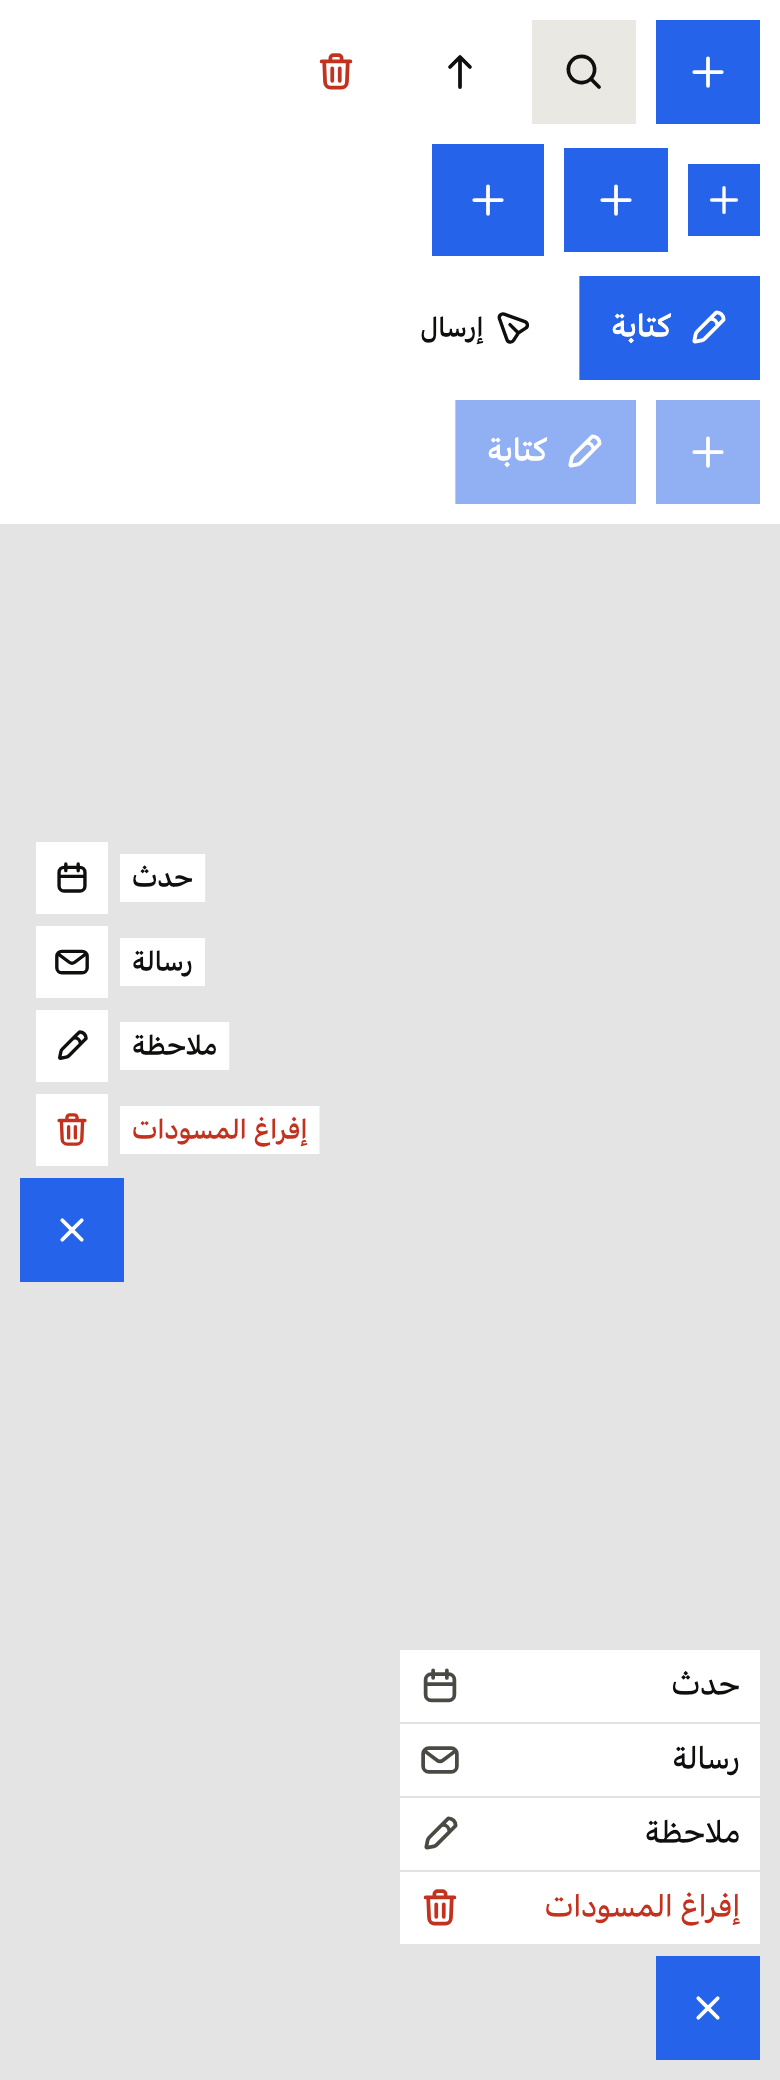 كتابة
إرسال
كتابة
حدث
رسالة
ملاحظة
إفراغ المسودات
حدث
رسالة
ملاحظة
إفراغ المسودات